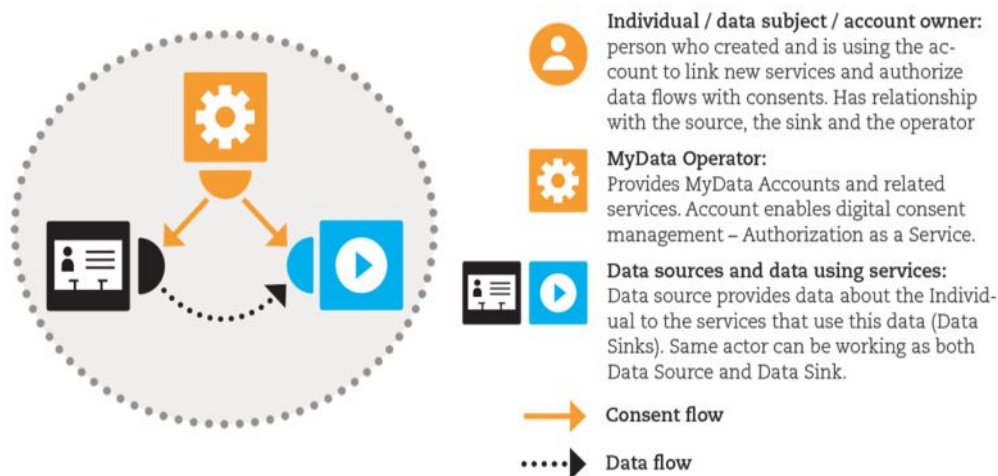 Individual / data subject / account owner:
person who created and is using the ac-
count to link new services and authorize
data flows with consents. Has relationship
with the source, the sink and the operator
MyData Operator:
Provides MyData Accounts and related
services. Account enables digital consent
management – Authorization as a Service.
Data sources and data using services:
Data source provides data about the Individ-
ual to the services that use this data (Data
Sinks). Same actor can be working as both
Data Source and Data Sink.
Consent flow
Data flow